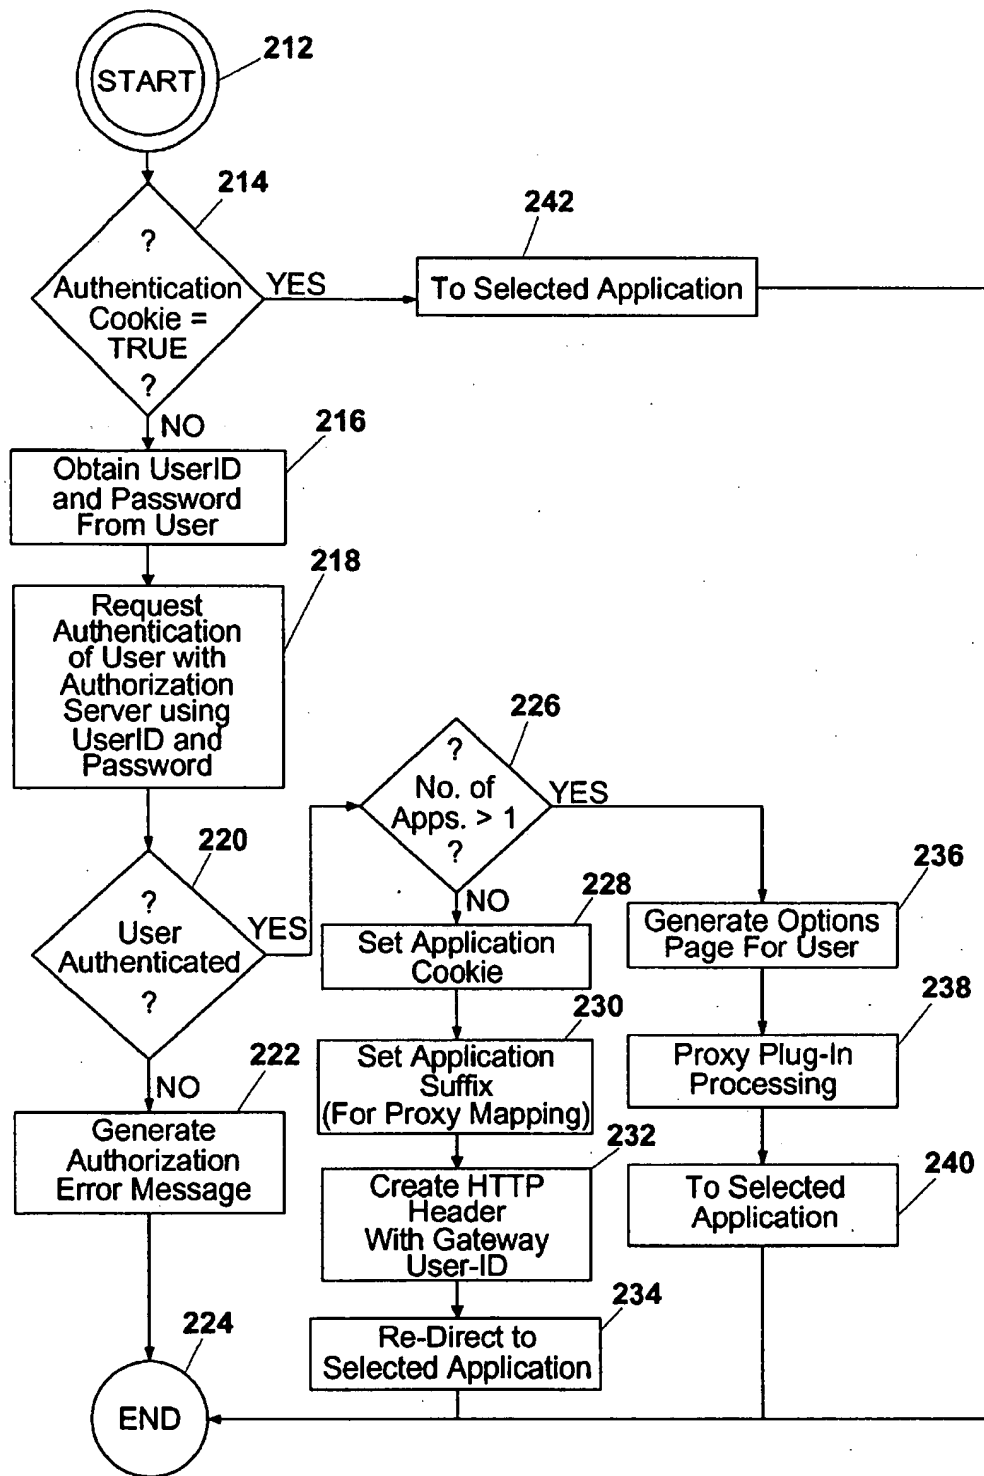 212
START
214
?
Authentication
Cookie =
TRUE
?
YES
242
To Selected Application
NO
216
Obtain UserID
and Password
From User
218
Request
Authentication
of User with
Authorization
Server using
UserID and
Password
226
?
No. of
Apps. > 1
?
YES
220
?
User
Authenticated
?
YES
NO
228
Set Application
Cookie
236
Generate Options
Page For User
230
Set Application
Suffix
(For Proxy Mapping)
238
Proxy Plug-In
Processing
NO
222
Generate
Authorization
Error Message
232
Create HTTP
Header
With Gateway
User-ID
240
To Selected
Application
234
Re-Direct to
Selected Application
224
END